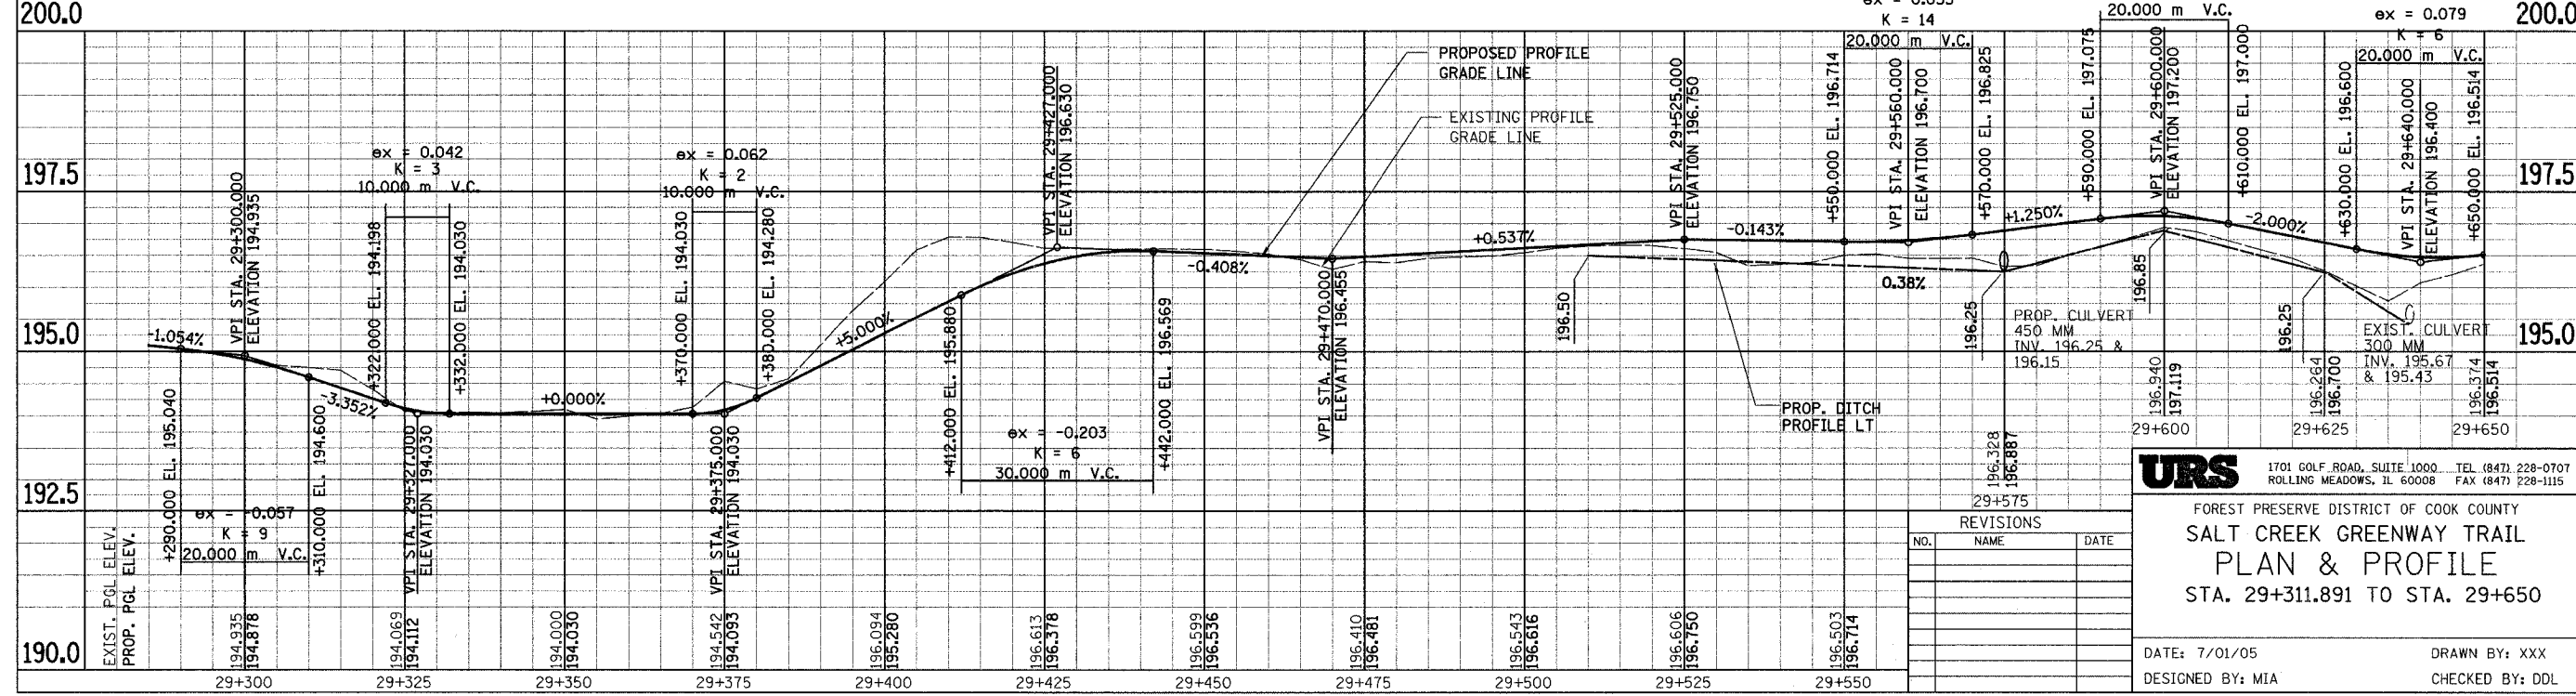 200.0
197.5
195.0
192.5
190.0
EXIST. PGL ELEV.
PROP. PGL ELEV.
-1.054%
+290.000 EL. 195.040
ex = -0.057
K = 9
20.000 m V.C.
VPI STA. 29+300.000
ELEVATION 194.935
+310.000 EL. 194.600
-3.352%
ex = 0.042
K = 3
10.000 m V.C.
+322.000 EL. 194.198
+332.000 EL. 194.030
VPI STA. 29+327.000
ELEVATION 194.030
+0.000%
ex = 0.062
K = 2
10.000 m V.C.
+370.000 EL. 194.030
+380.000 EL. 194.280
VPI STA. 29+375.000
ELEVATION 194.030
+5.000%
+412.000 EL. 195.880
ex = -0.203
K = 6
30.000 m V.C.
+442.000 EL. 196.569
VPI STA. 29+427.000
ELEVATION 196.630
-0.408%
PROPOSED PROFILE
GRADE LINE
EXISTING PROFILE
GRADE LINE
VPI STA. 29+470.000
ELEVATION 196.455
+0.537%
196.50
VPI STA. 29+525.000
ELEVATION 196.750
-0.143%
PROP. DITCH
PROFILE LT
0.38%
K = 14
20.000 m V.C.
+550.000 EL. 196.714
VPI STA. 29+560.000
ELEVATION 196.700
+570.000 EL. 196.825
+1.250%
196.25
PROP. CULVERT
450 MM
INV. 196.25 &
196.15
20.000 m V.C.
+590.000 EL. 197.075
VPI STA. 29+600.000
ELEVATION 197.200
+610.000 EL. 197.000
-2.000%
196.85
196.25
ex = 0.079
K = 6
20.000 m V.C.
+630.000 EL. 196.600
VPI STA. 29+640.000
ELEVATION 196.400
+650.000 EL. 196.514
EXIST. CULVERT
300 MM
INV. 195.67
& 195.43
200.0
197.5
195.0
194.935
194.878
194.069
194.112
194.000
194.030
194.542
194.093
196.094
195.280
196.613
196.378
196.599
196.536
196.410
196.481
196.543
196.616
196.606
196.750
196.503
196.714
196.328
196.887
196.940
197.119
196.264
196.700
196.374
196.514
29+300
29+325
29+350
29+375
29+400
29+425
29+450
29+475
29+500
29+525
29+550
29+575
29+600
29+625
29+650
REVISIONS
NO. NAME DATE
URS
1701 GOLF ROAD, SUITE 1000 TEL (847) 228-0707
ROLLING MEADOWS, IL 60008 FAX (847) 228-1115
FOREST PRESERVE DISTRICT OF COOK COUNTY
SALT CREEK GREENWAY TRAIL
PLAN & PROFILE
STA. 29+311.891 TO STA. 29+650
DATE: 7/01/05 DRAWN BY: XXX
DESIGNED BY: MIA CHECKED BY: DDL